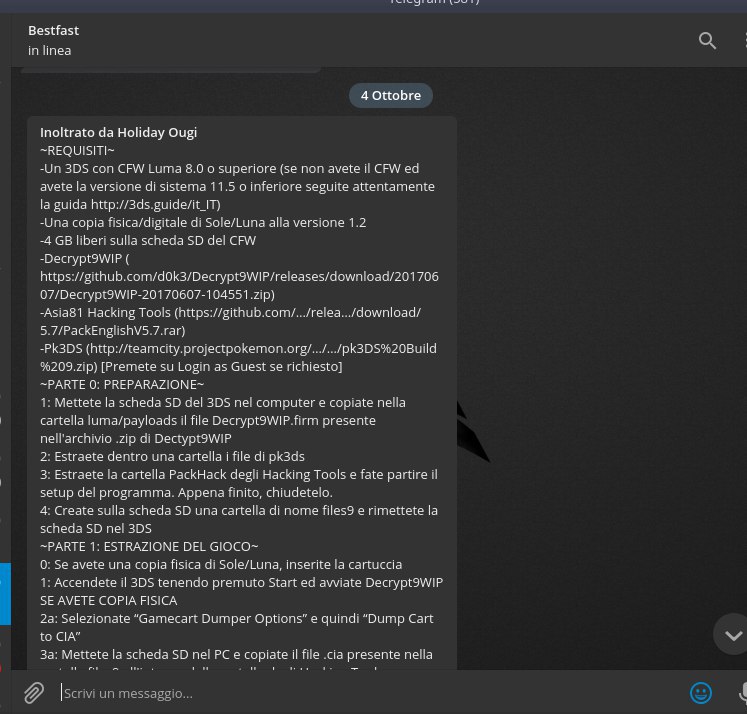 Bestfast
in linea
4 Ottobre
Inoltrato da Holiday Ougi
~REQUISITI~
-Un 3DS con CFW Luma 8.0 o superiore (se non avete il CFW ed
avete la versione di sistema 11.5 o inferiore seguite attentamente
la guida http://3ds.guide/it_IT)
-Una copia fisica/digitale di Sole/Luna alla versione 1.2
-4 GB liberi sulla scheda SD del CFW
-Decrypt9WIP (
https://github.com/d0k3/Decrypt9WIP/releases/download/201706
07/Decrypt9WIP-20170607-104551.zip)
-Asia81 Hacking Tools (https://github.com/.../relea.../download/
5.7/PackEnglishV5.7.rar)
-Pk3DS (http://teamcity.projectpokemon.org/.../.../pk3DS%20Build
%209.zip) [Premete su Login as Guest se richiesto]
~PARTE 0: PREPARAZIONE~
1: Mettete la scheda SD del 3DS nel computer e copiate nella
cartella luma/payloads il file Decrypt9WIP.firm presente
nell'archivio .zip di Dectypt9WIP
2: Estraete dentro una cartella i file di pk3ds
3: Estraete la cartella PackHack degli Hacking Tools e fate partire il
setup del programma. Appena finito, chiudetelo.
4: Create sulla scheda SD una cartella di nome files9 e rimettete la
scheda SD nel 3DS
~PARTE 1: ESTRAZIONE DEL GIOCO~
0: Se avete una copia fisica di Sole/Luna, inserite la cartuccia
1: Accendete il 3DS tenendo premuto Start ed avviate Decrypt9WIP
SE AVETE COPIA FISICA
2a: Selezionate “Gamecart Dumper Options” e quindi “Dump Cart
to CIA”
3a: Mettete la scheda SD nel PC e copiate il file .cia presente nella
Scrivi un messaggio...